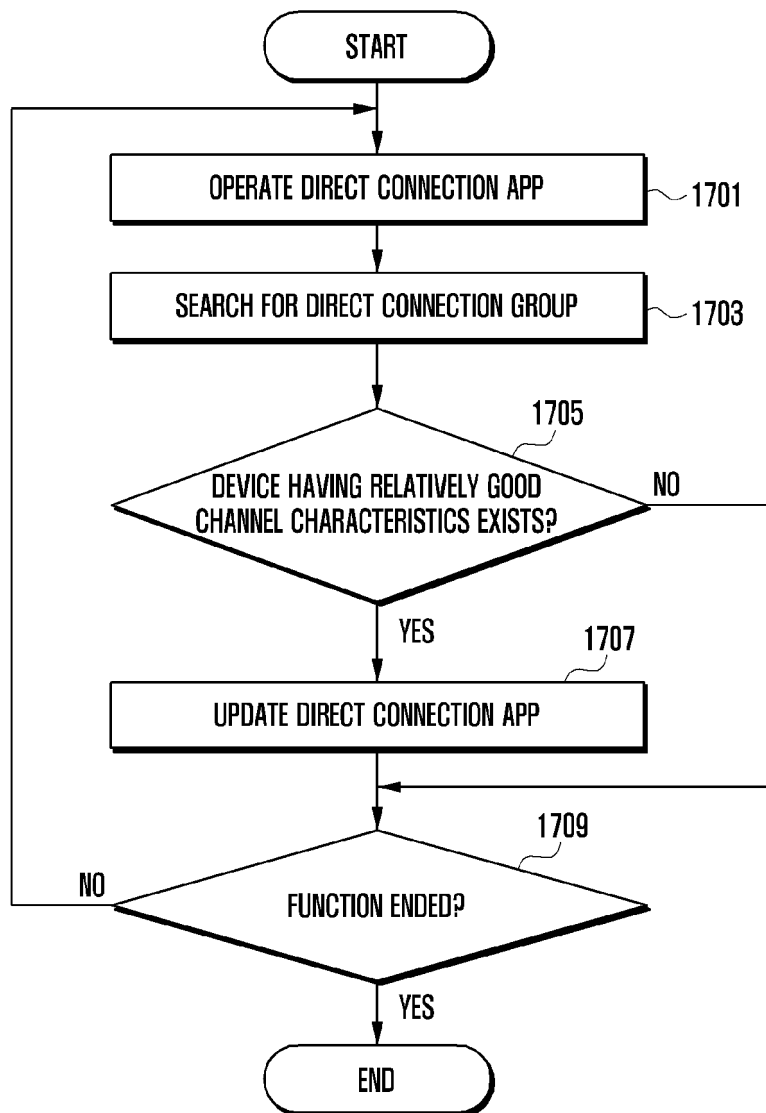 START
OPERATE DIRECT CONNECTION APP
1701
SEARCH FOR DIRECT CONNECTION GROUP
1703
1705
DEVICE HAVING RELATIVELY GOOD
CHANNEL CHARACTERISTICS EXISTS?
NO
YES
1707
UPDATE DIRECT CONNECTION APP
1709
NO
FUNCTION ENDED?
YES
END